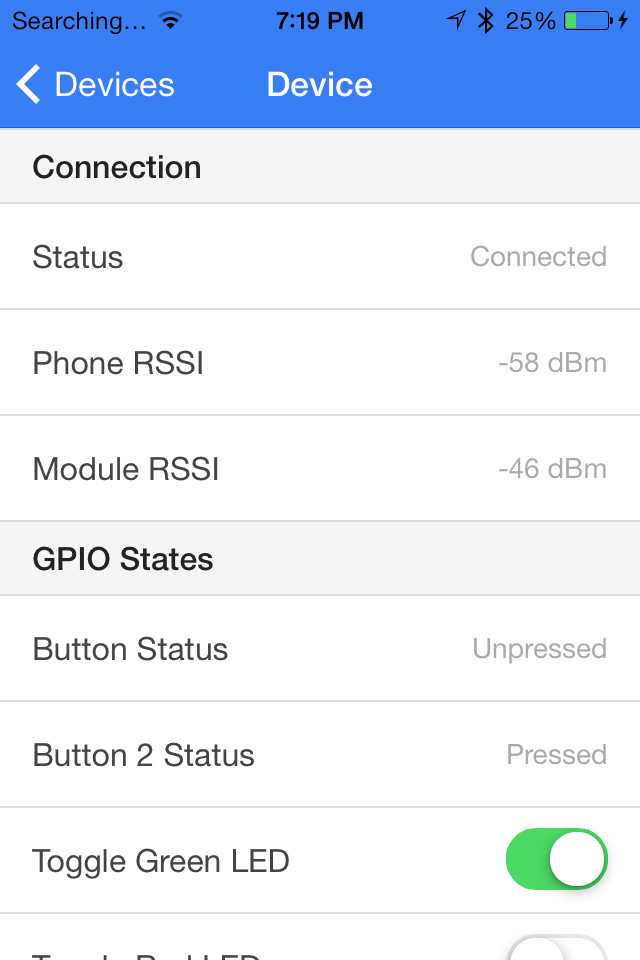 Searching... 7:19 PM 25%
Devices Device
Connection
Status Connected
Phone RSSI -58 dBm
Module RSSI -46 dBm
GPIO States
Button Status Unpressed
Button 2 Status Pressed
Toggle Green LED